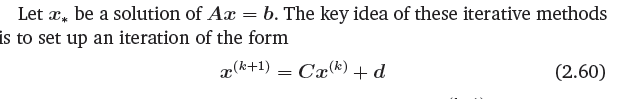 Let x∗ be a solution of Ax = b. The key idea of these iterative methods
is to set up an iteration of the form
x^(k+1) = Cx^(k) + d (2.60)